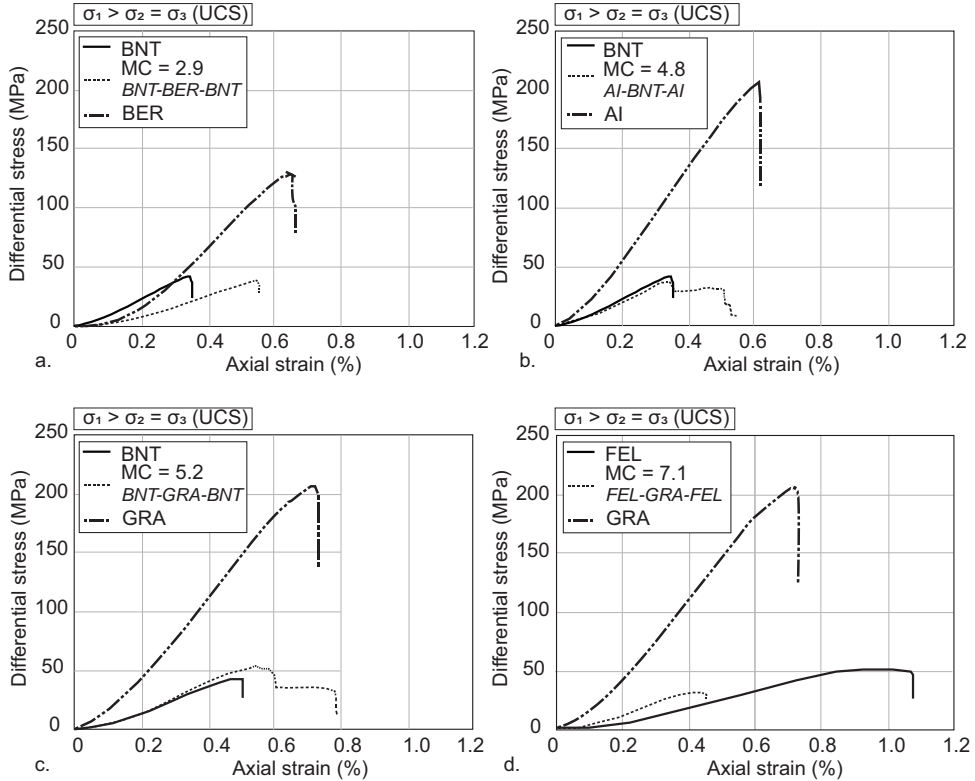 σ₁ > σ₂ = σ₃ (UCS)
250
200
150
100
50
0
Differential stress (MPa)
BNT
MC = 2.9
BNT-BER-BNT
BER
0 0.2 0.4 0.6 0.8 1.0 1.2
Axial strain (%)
a.
σ₁ > σ₂ = σ₃ (UCS)
250
200
150
100
50
0
Differential stress (MPa)
BNT
MC = 4.8
AI-BNT-AI
AI
0 0.2 0.4 0.6 0.8 1.0 1.2
Axial strain (%)
b.
σ₁ > σ₂ = σ₃ (UCS)
250
200
150
100
50
0
Differential stress (MPa)
BNT
MC = 5.2
BNT-GRA-BNT
GRA
0 0.2 0.4 0.6 0.8 1.0 1.2
Axial strain (%)
c.
σ₁ > σ₂ = σ₃ (UCS)
250
200
150
100
50
0
Differential stress (MPa)
FEL
MC = 7.1
FEL-GRA-FEL
GRA
0 0.2 0.4 0.6 0.8 1.0 1.2
Axial strain (%)
d.